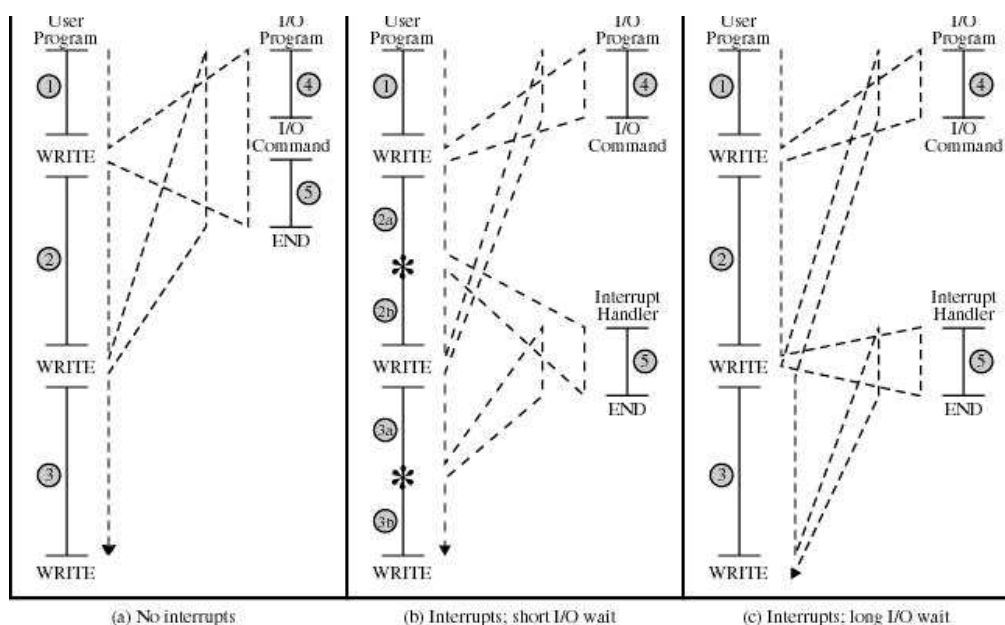 User
Program
I/O
Program
1
4
I/O
Command
WRITE
5
END
2
WRITE
3
WRITE
(a) No interrupts
User
Program
I/O
Program
1
4
I/O
Command
WRITE
2a
*
2b
Interrupt
Handler
5
WRITE
END
3a
*
3b
WRITE
(b) Interrupts; short I/O wait
User
Program
I/O
Program
1
4
I/O
Command
WRITE
2
Interrupt
Handler
5
WRITE
END
3
WRITE
(c) Interrupts; long I/O wait